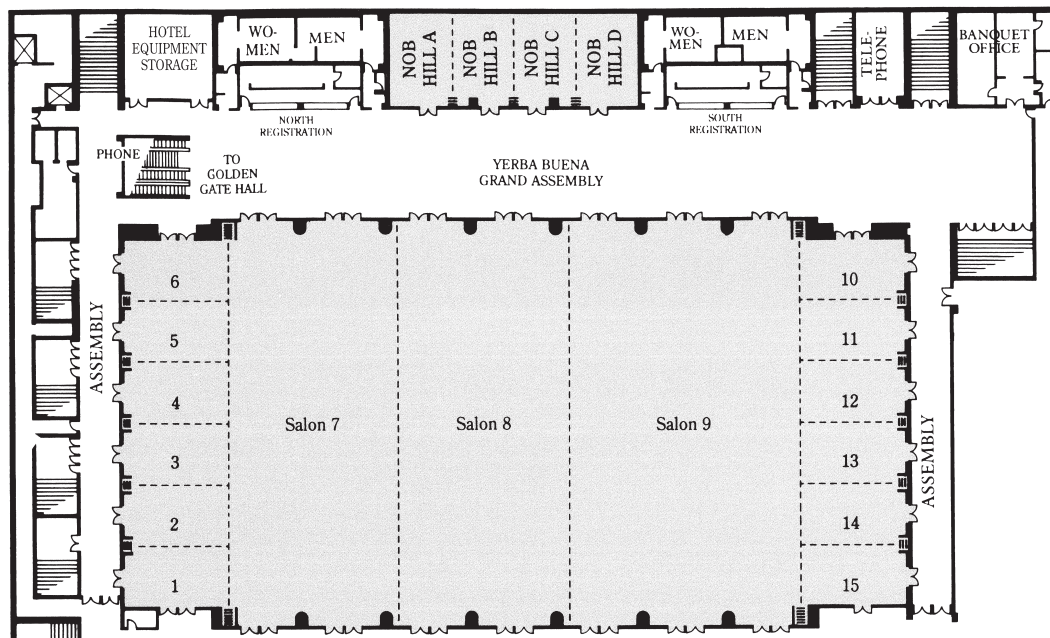 HOTEL
EQUIPMENT
STORAGE
WO-
MEN
MEN
NOB
HILL A
NOB
HILL B
NOB
HILL C
NOB
HILL D
WO-
MEN
MEN
TELE-
PHONE
BANQUET
OFFICE
NORTH
REGISTRATION
SOUTH
REGISTRATION
PHONE
TO
GOLDEN
GATE HALL
YERBA BUENA
GRAND ASSEMBLY
ASSEMBLY
6
5
4
3
2
1
Salon 7
Salon 8
Salon 9
10
11
12
13
14
15
ASSEMBLY